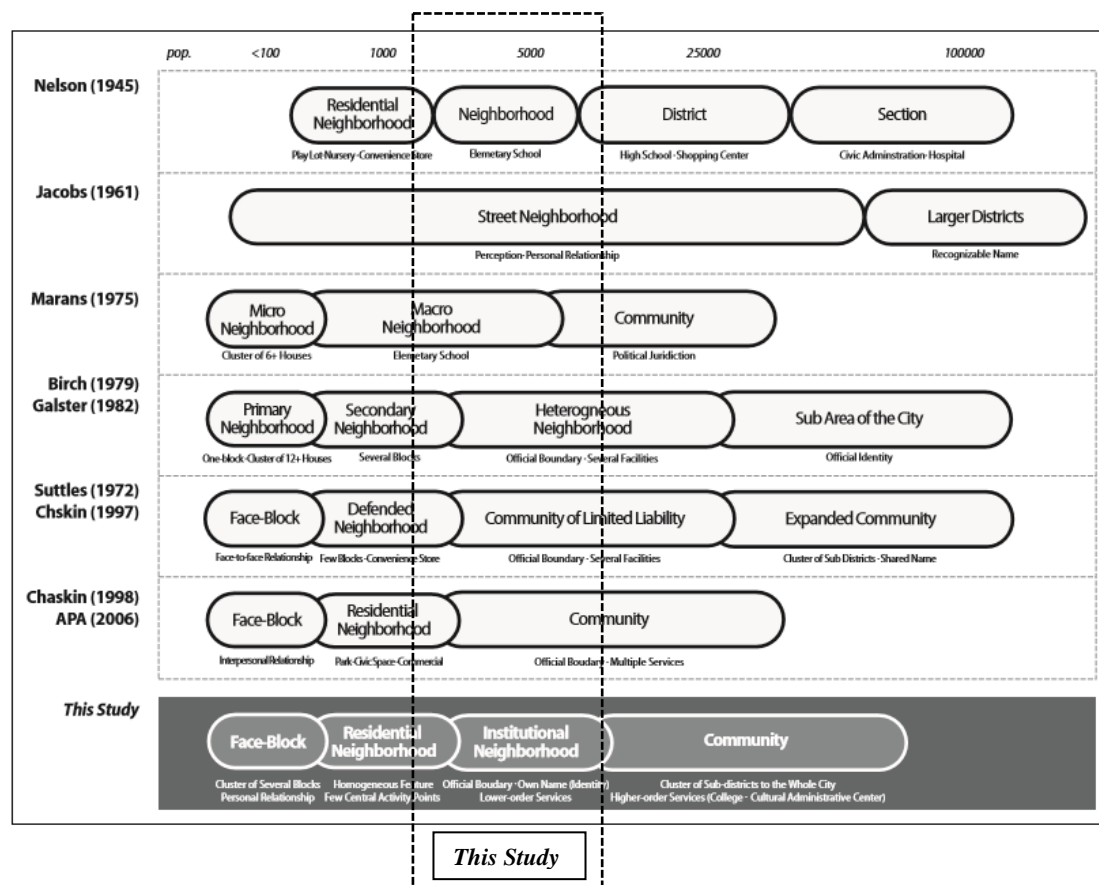 pop. <100 1000 5000 25000 100000
Nelson (1945)
Residential
Neighborhood
Neighborhood
District
Section
Play Lot·Nursery·Convenience Store
Elemetary School
High School · Shopping Center
Civic Adminstration·Hospital
Jacobs (1961)
Street Neighborhood
Larger Districts
Perception·Personal Relationship
Recognizable Name
Marans (1975)
Micro
Neighborhood
Macro
Neighborhood
Community
Cluster of 6+ Houses
Elemetary School
Political Juridiction
Birch (1979)
Galster (1982)
Primary
Neighborhood
Secondary
Neighborhood
Heterogneous
Neighborhood
Sub Area of the City
One-block·Cluster of 12+ Houses
Several Blocks
Official Boundary · Several Facilities
Official Identity
Suttles (1972)
Chskin (1997)
Face-Block
Defended
Neighborhood
Community of Limited Liability
Expanded Community
Face-to-face Relationship
Few Blocks ·Convenience Store
Official Boundary · Several Facilities
Cluster of Sub Districts · Shared Name
Chaskin (1998)
APA (2006)
Face-Block
Residential
Neighborhood
Community
Interpersonal Relationship
Park·Civic Space·Commercial
Official Boudary · Multiple Services
This Study
Face-Block
Residential
Neighborhood
Institutional
Neighborhood
Community
Cluster of Several Blocks
Personal Relationship
Homogeneous Feature
Few Central Activity Points
Official Boudary · Own Name (Identity)
Lower-order Services
Cluster of Sub-districts to the Whole City
Higher-order Services (College · Cultural Administrative Center)
This Study